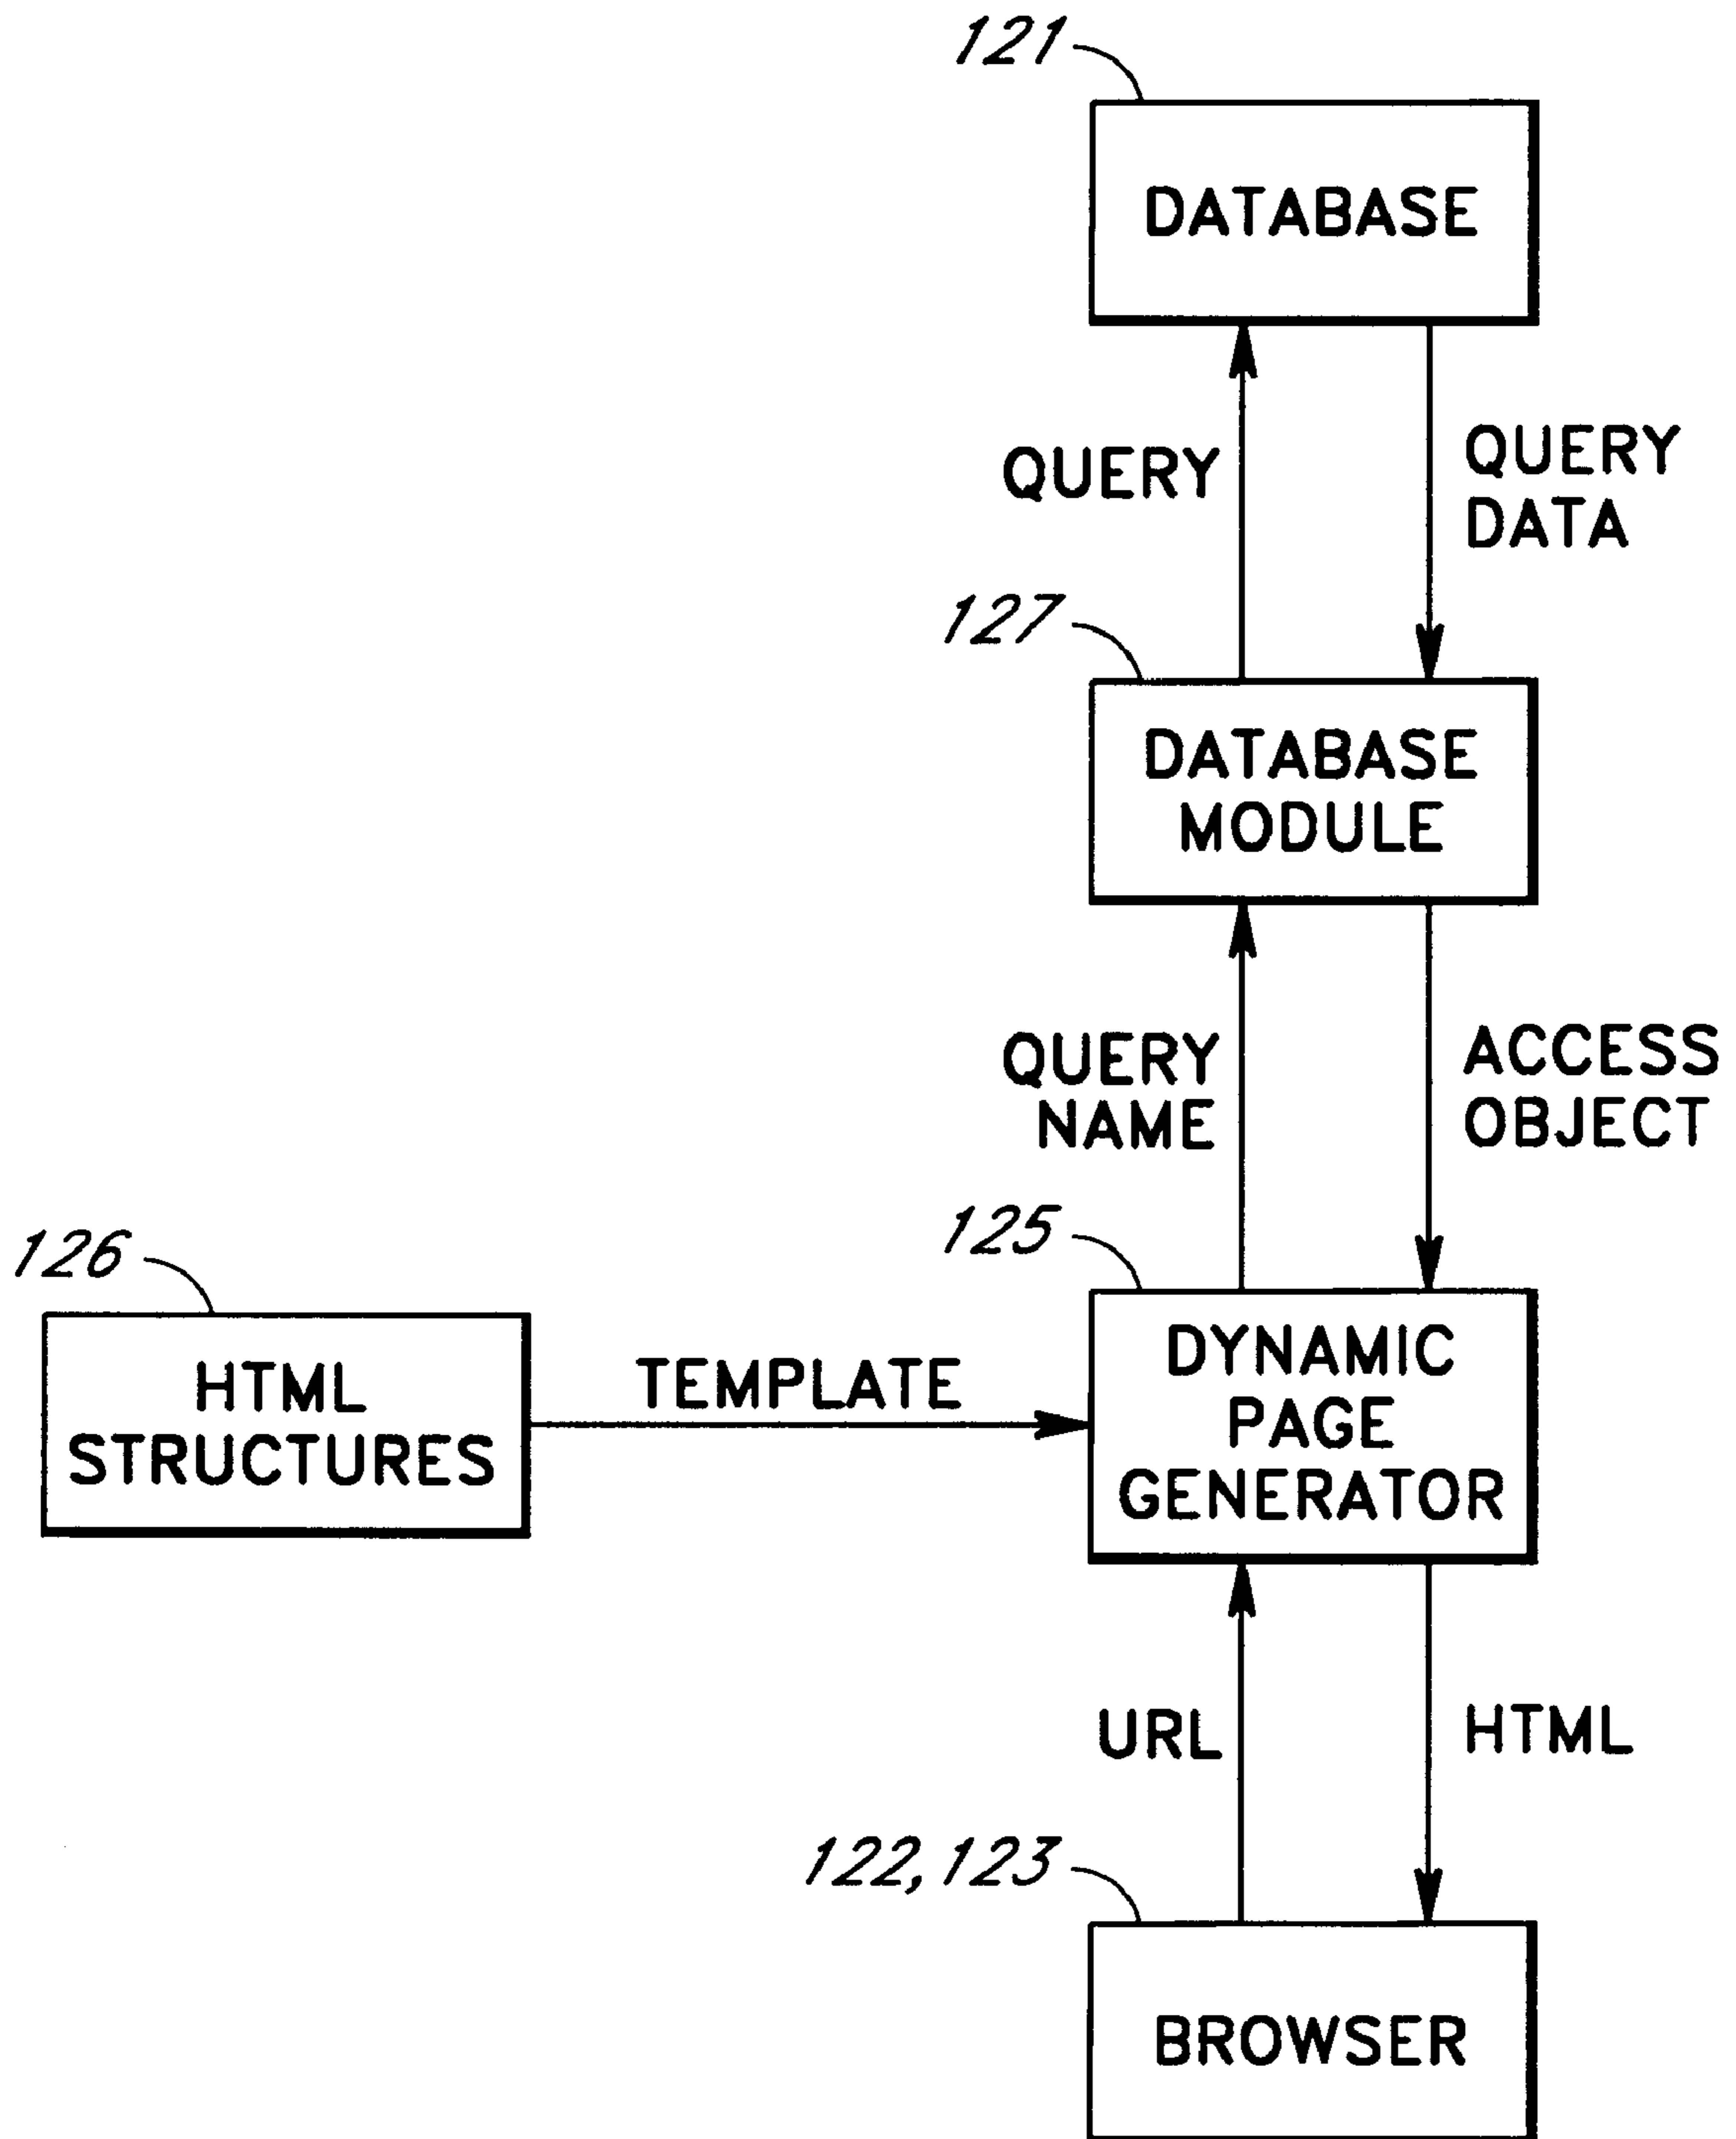 121
DATABASE
QUERY
QUERY
DATA
127
DATABASE
MODULE
QUERY
NAME
ACCESS
OBJECT
125
126
HTML
STRUCTURES
TEMPLATE
DYNAMIC
PAGE
GENERATOR
URL
HTML
122,123
BROWSER